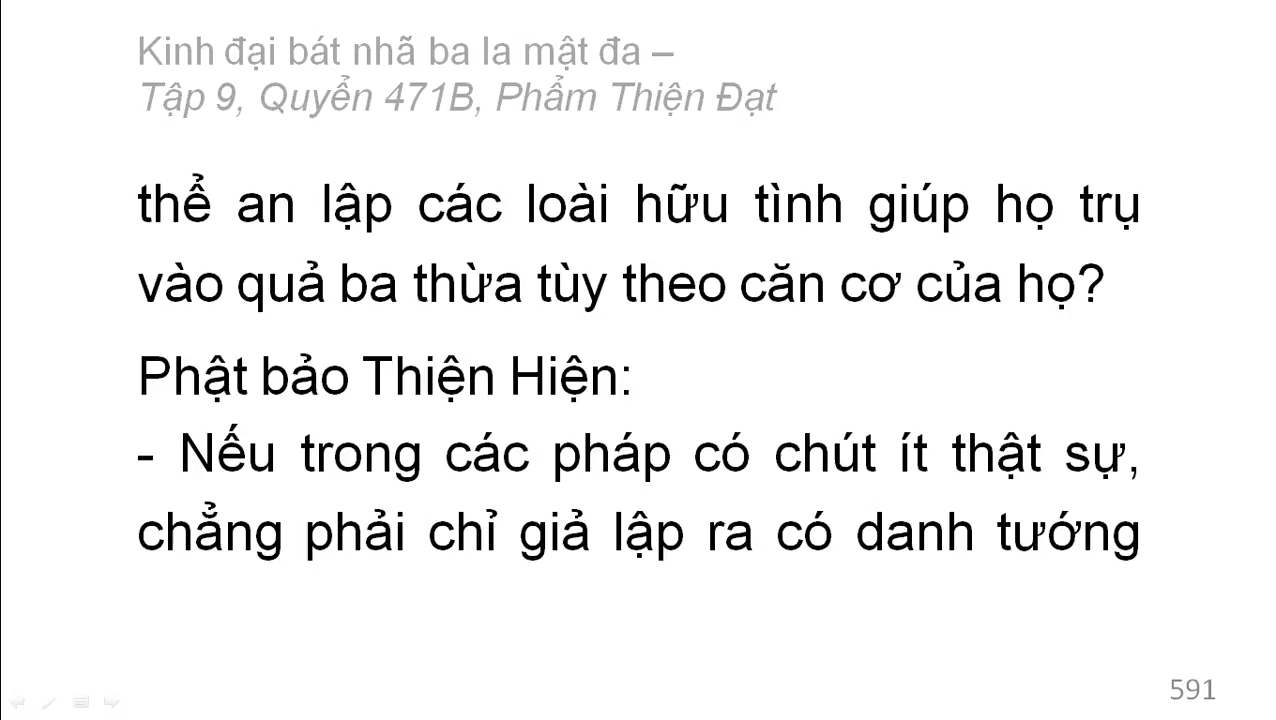 Kinh đại bát nhã ba la mật đa –
Tập 9, Quyển 471B, Phẩm Thiện Đạt
thể an lập các loài hữu tình giúp họ trụ
vào quả ba thừa tùy theo căn cơ của họ?
Phật bảo Thiện Hiện:
- Nếu trong các pháp có chút ít thật sự,
chẳng phải chỉ giả lập ra có danh tướng
591